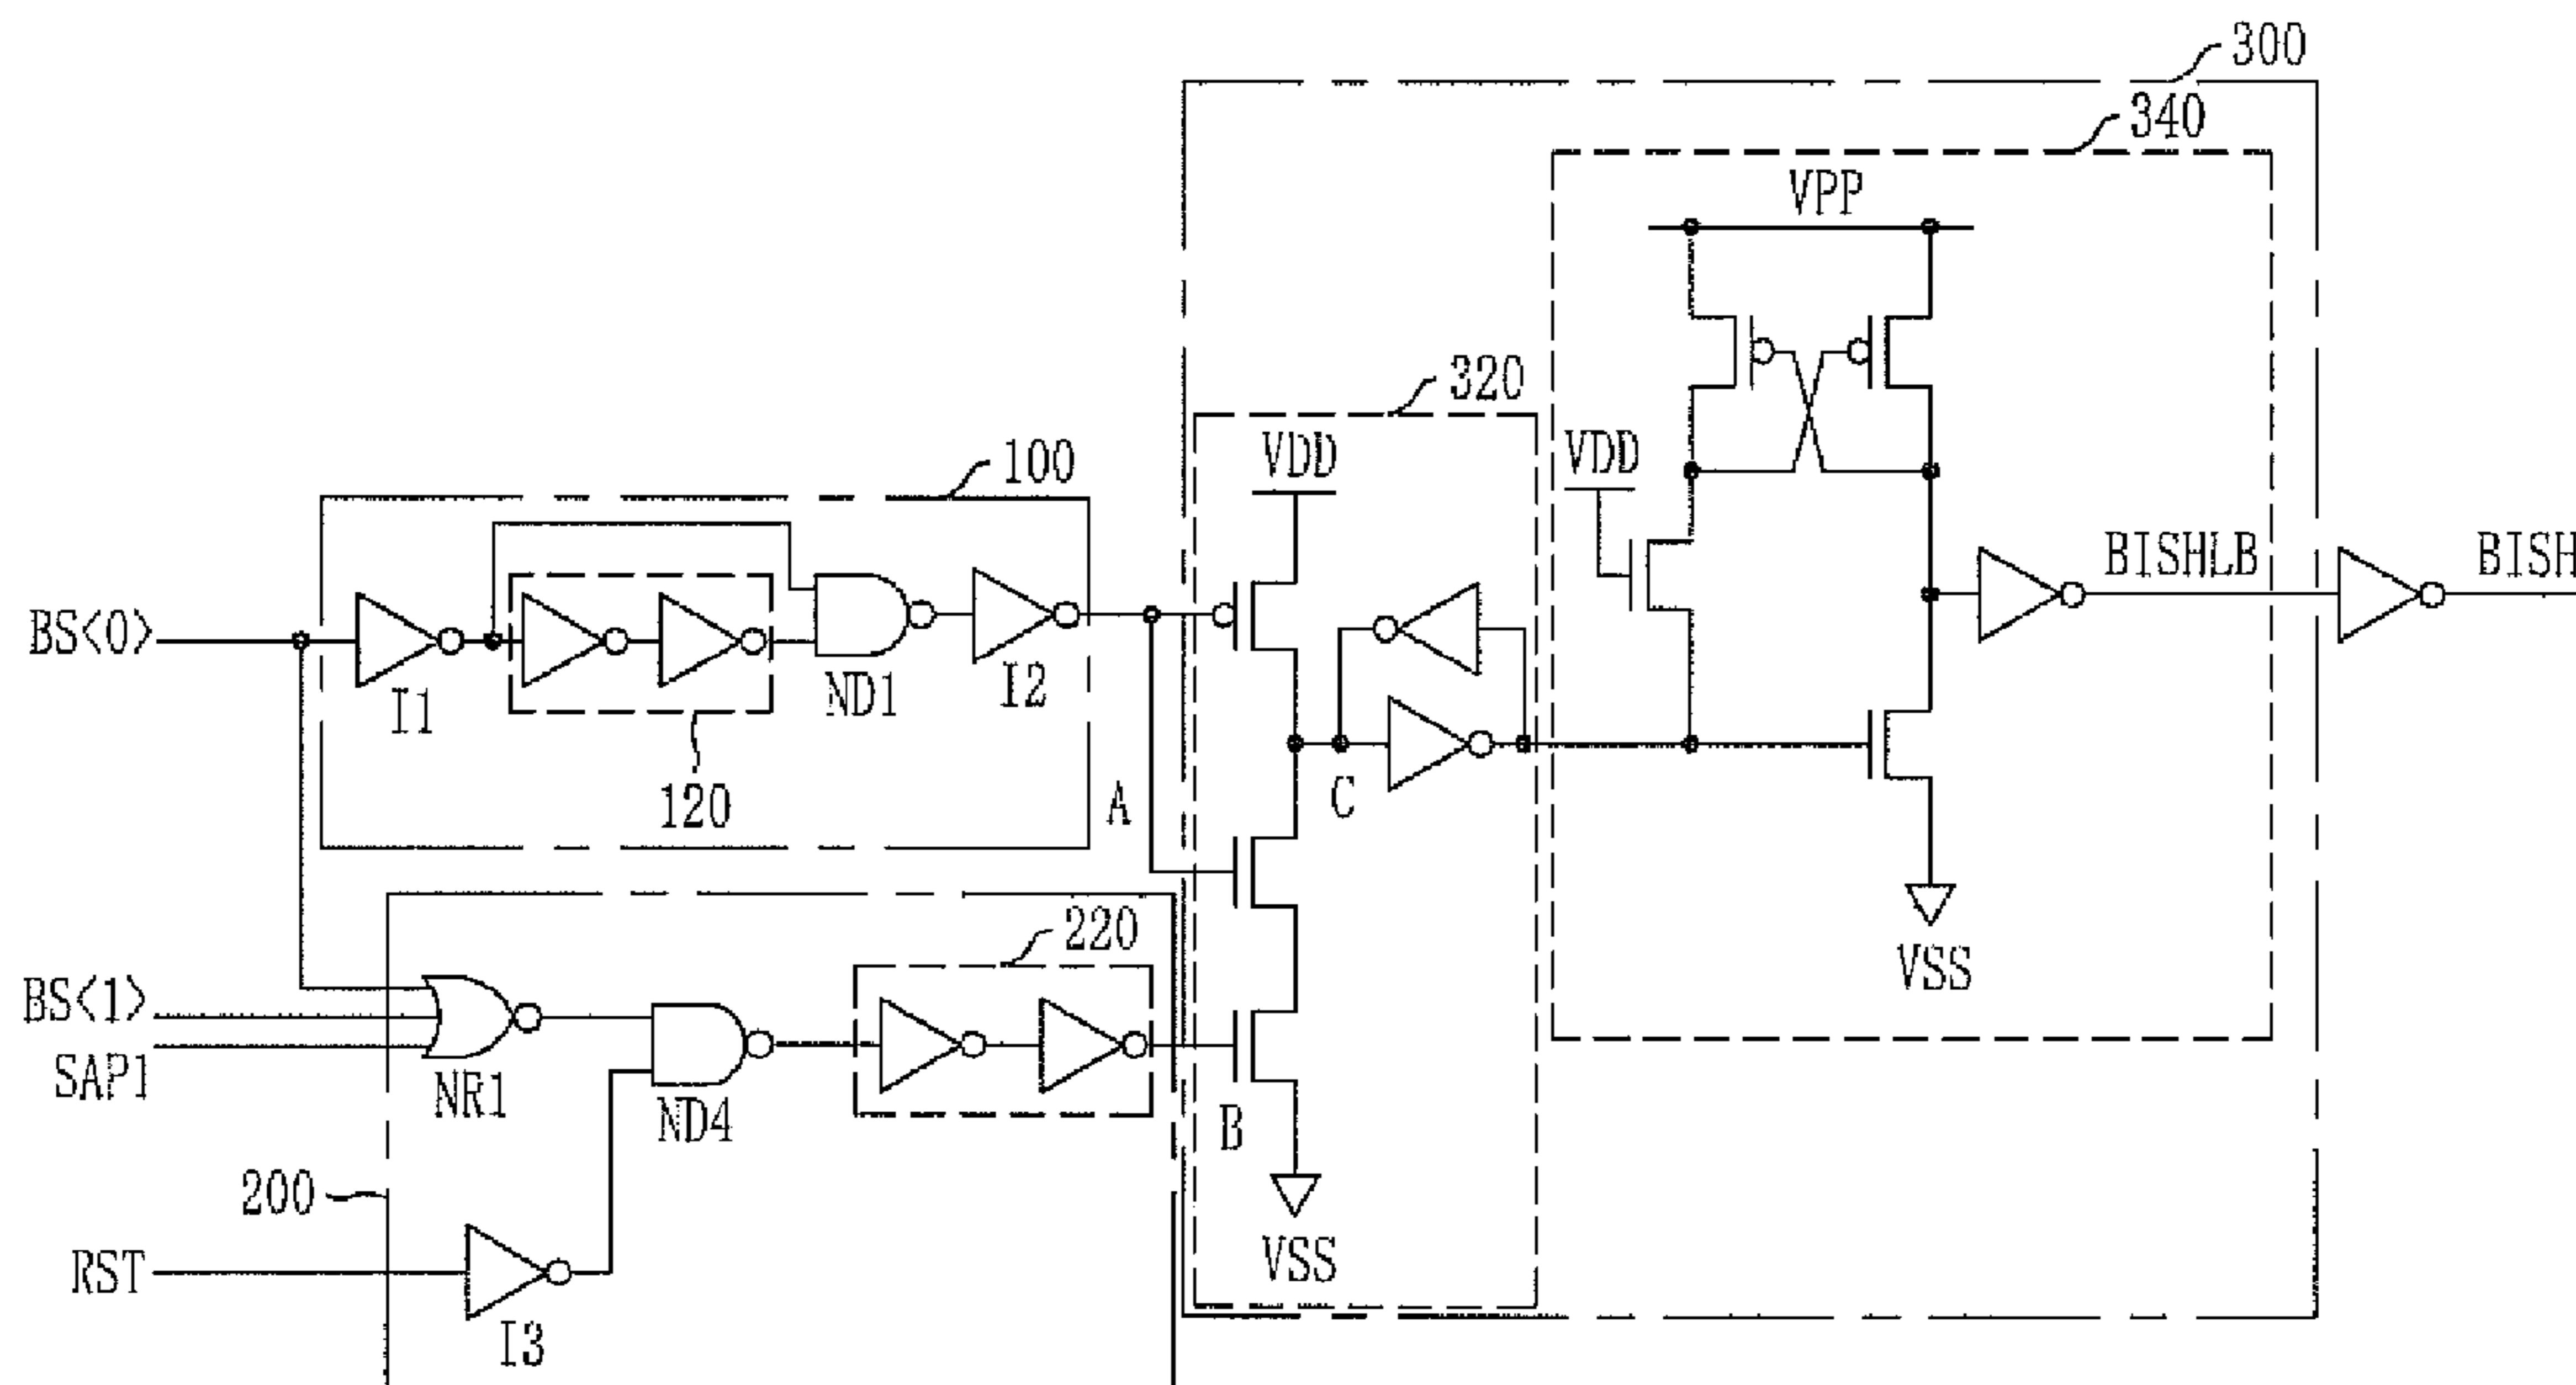 300
340
VPP
320
VDD
VDD
100
BS<0>
I1
120
ND1
I2
A
C
BISHLB
BISH
VSS
220
BS<1>
SAP1
NR1
ND4
B
200
RST
I3
VSS